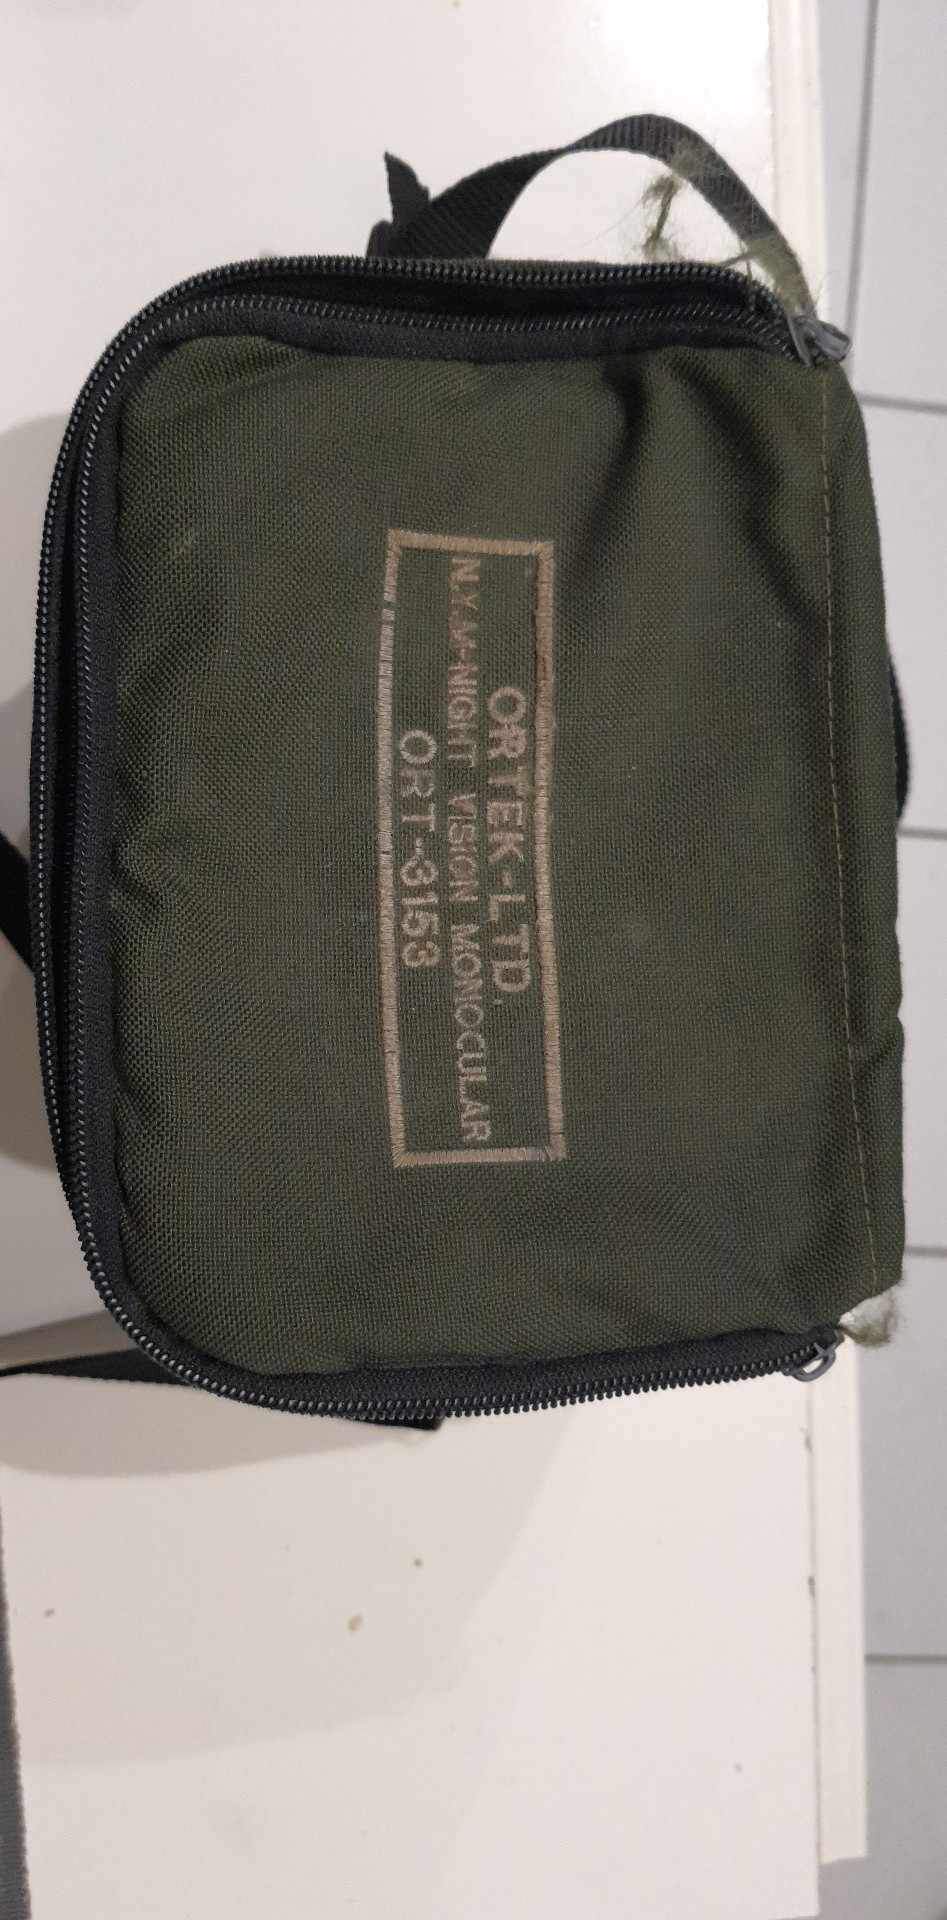 ORTEK-LTD.
N.Y.M-NIGHT VISION MONOCULAR
ORT-3153